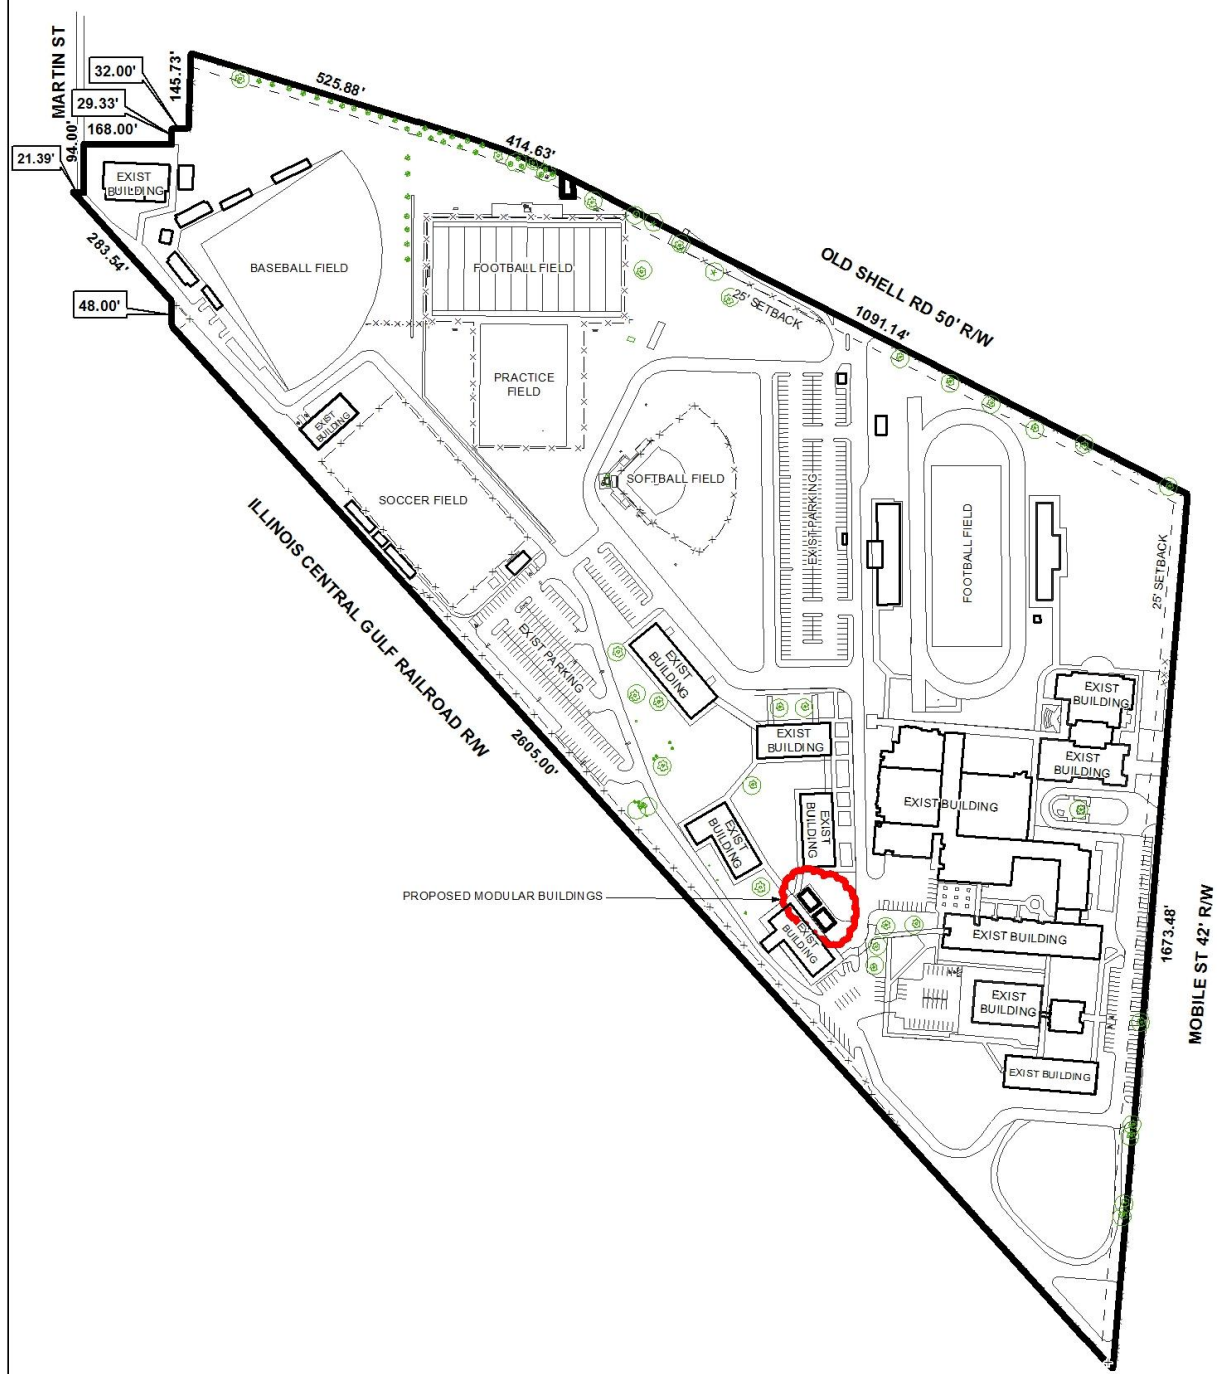 MARTIN ST
32.00'
145.73'
29.33'
168.00'
94.00'
21.39'
525.88'
414.63'
EXIST
BUILDING
283.54'
48.00'
BASEBALL FIELD
FOOTBALL FIELD
OLD SHELL RD 50' R/W
25' SETBACK
1091.14'
PRACTICE
FIELD
EXIST
BUILDING
SOCCER FIELD
SOFTBALL FIELD
EXIST PARKING
FOOTBALL FIELD
25' SETBACK
ILLINOIS CENTRAL GULF RAILROAD R/W
EXIST PARKING
EXIST
BUILDING
2605.00'
EXIST
BUILDING
EXIST
BUILDING
EXIST
BUILDING
EXIST BUILDING
EXIST
BUILDING
EXIST
BUILDING
PROPOSED MODULAR BUILDINGS
EXIST
BUILDING
EXIST BUILDING
1673.48'
MOBILE ST 42' R/W
EXIST
BUILDING
EXIST BUILDING